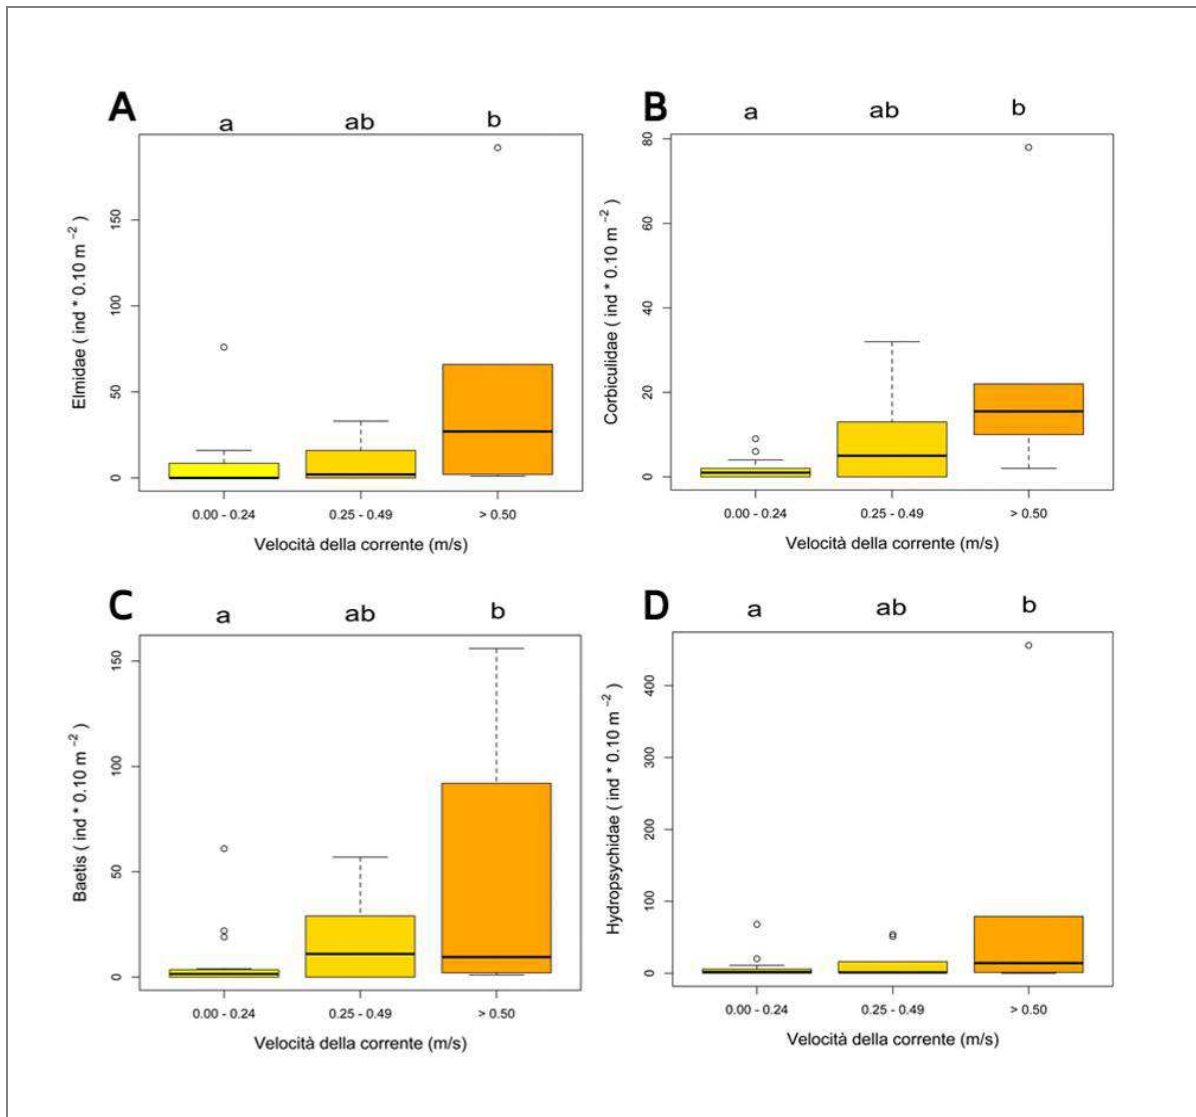 A
a ab b
Elmidae ( ind * 0.10 m⁻²)
150
100
50
0
0.00 - 0.24 0.25 - 0.49 > 0.50
Velocità della corrente (m/s)
B
a ab b
Corbiculidae ( ind * 0.10 m⁻²)
80
60
40
20
0
0.00 - 0.24 0.25 - 0.49 > 0.50
Velocità della corrente (m/s)
C
a ab b
Baetis ( ind * 0.10 m⁻²)
150
100
50
0
0.00 - 0.24 0.25 - 0.49 > 0.50
Velocità della corrente (m/s)
D
a ab b
Hydropsychidae ( ind * 0.10 m⁻²)
400
300
200
100
0
0.00 - 0.24 0.25 - 0.49 > 0.50
Velocità della corrente (m/s)